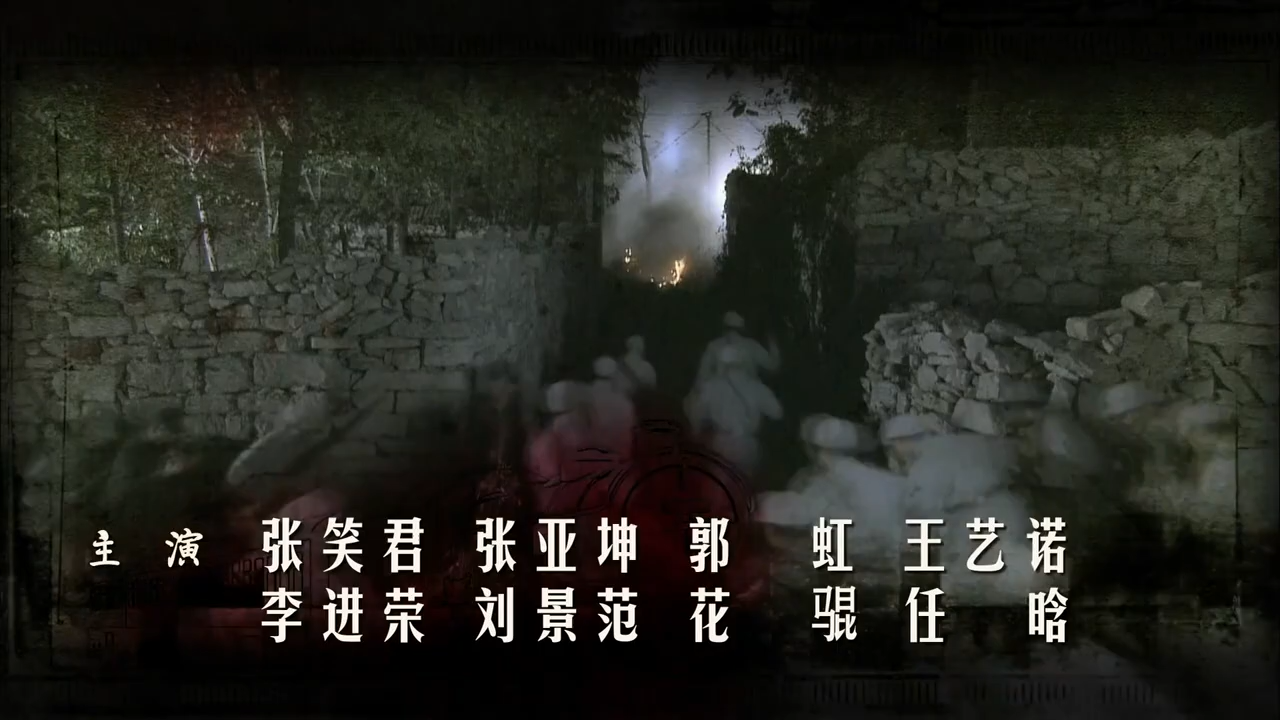 主 演 张笑君 张亚坤 郭 虹 王艺诺
李进荣 刘景范 花 骎 任 晗